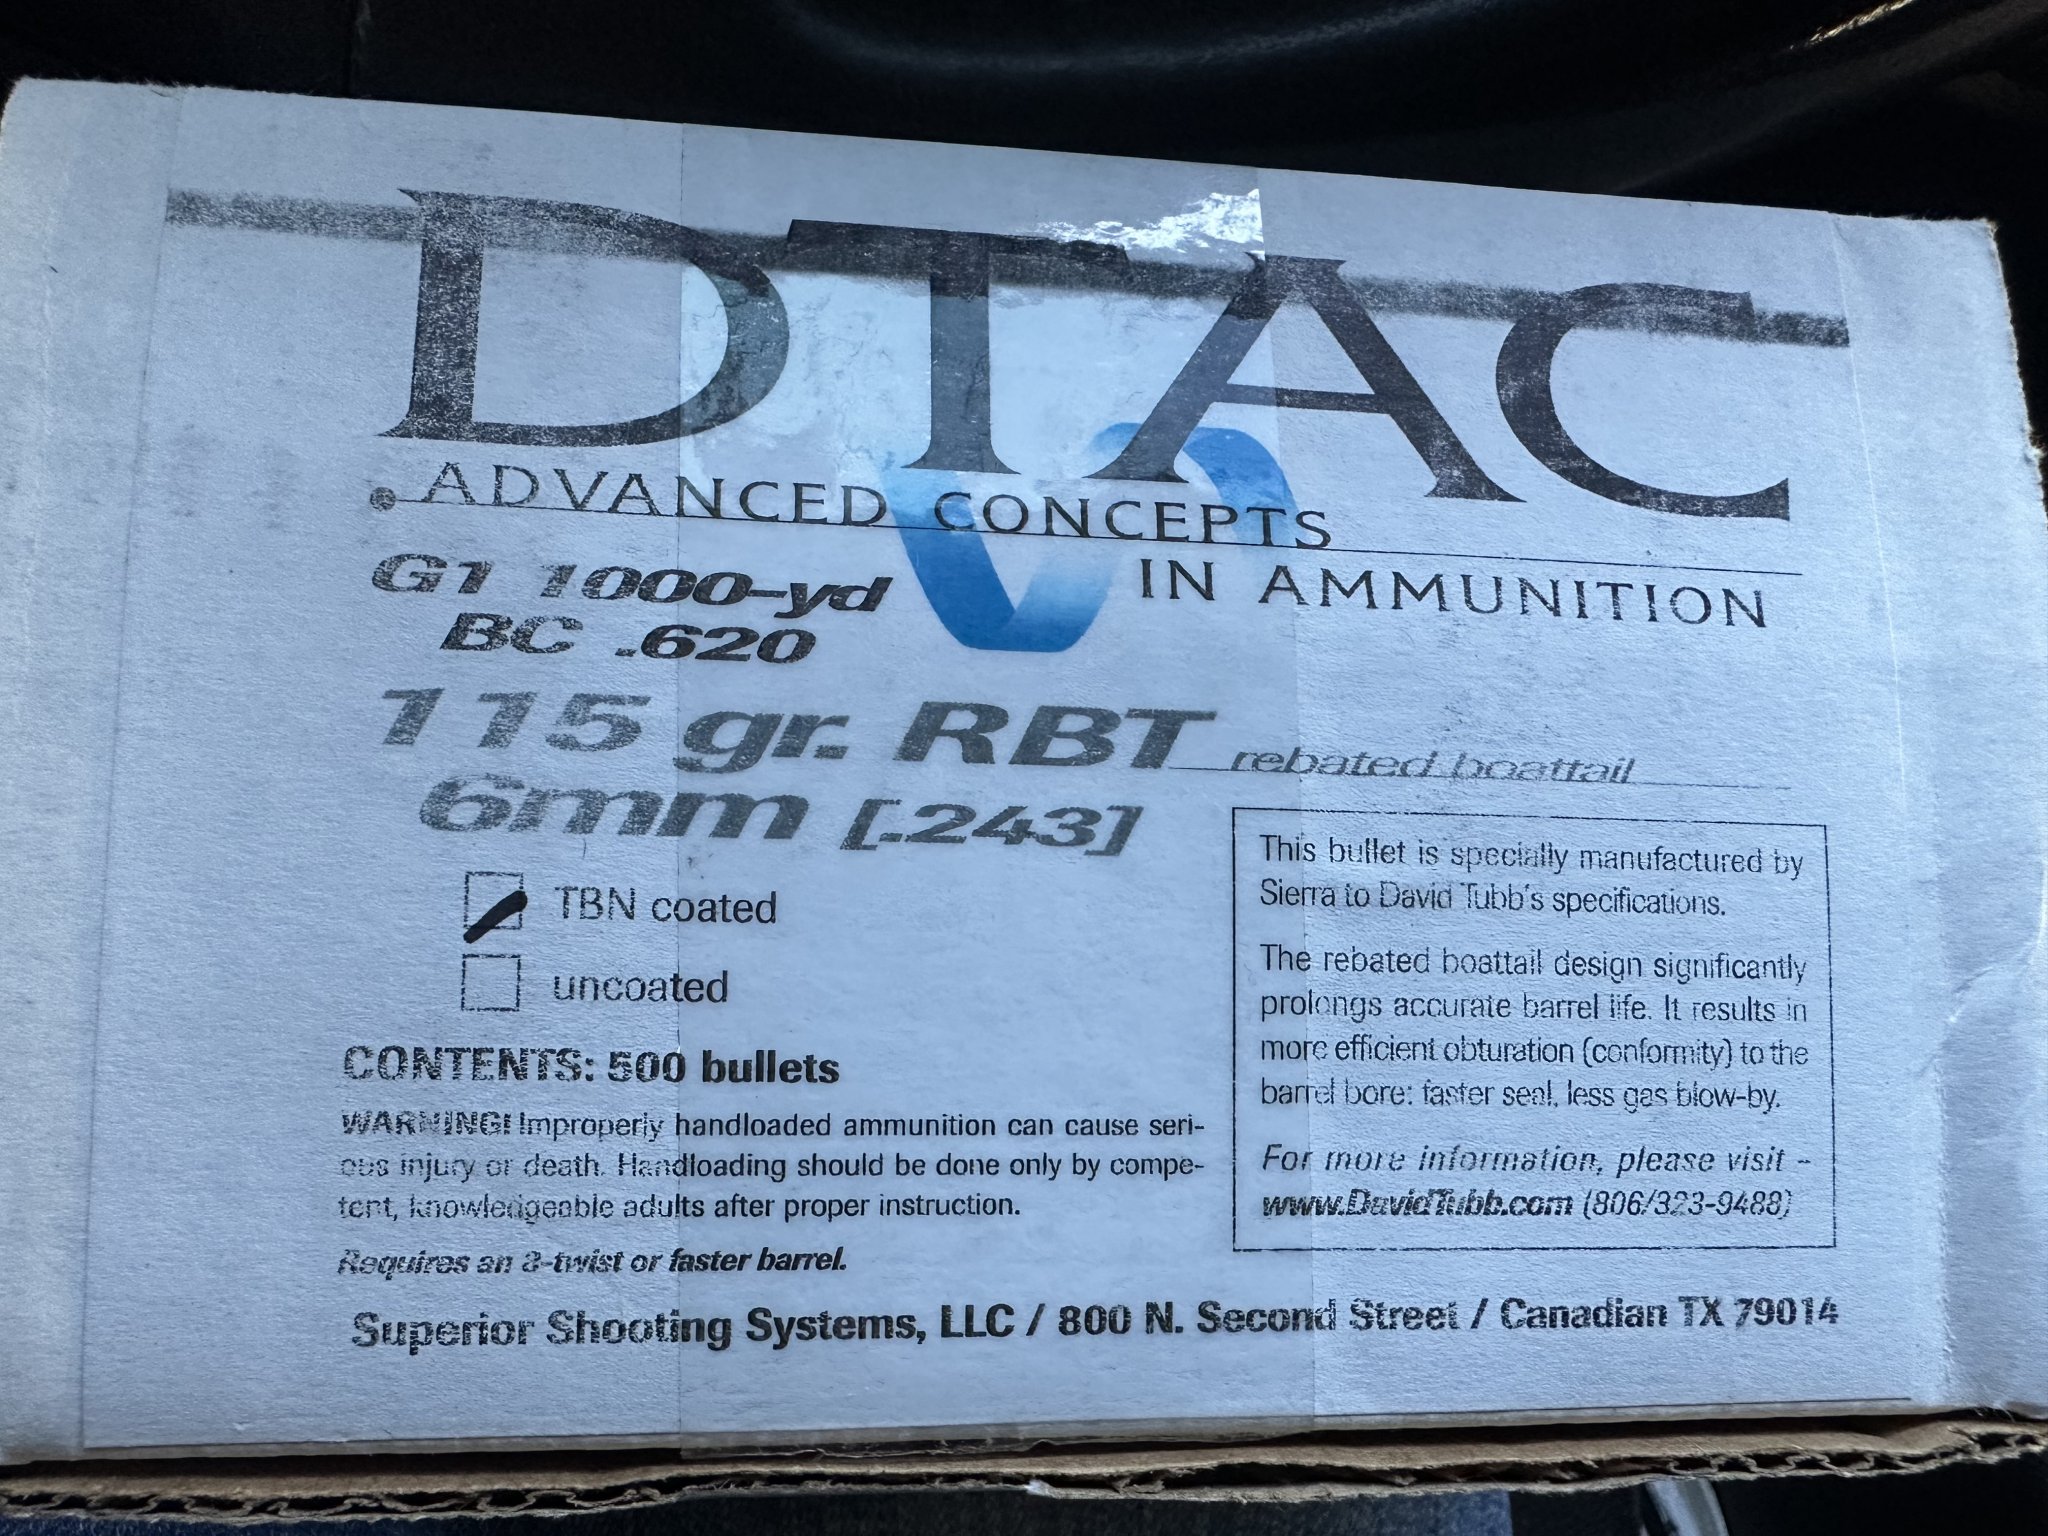 DTAC
ADVANCED CONCEPTS
IN AMMUNITION
G1 1000-yd
BC .620
115 gr. RBT rebated boattail
6mm [.243]
TBN coated
uncoated
CONTENTS: 500 bullets
WARNING! Improperly handloaded ammunition can cause seri-
ous injury or death. Handloading should be done only by compe-
tent, knowledgeable adults after proper instruction.
Requires an 8-twist or faster barrel.
This bullet is specially manufactured by
Sierra to David Tubb's specifications.
The rebated boattail design significantly
prolongs accurate barrel life. It results in
more efficient obturation (conformity) to the
barrel bore: faster seal, less gas blow-by.
For more information, please visit -
www.DavidTubb.com (806/323-9488)
Superior Shooting Systems, LLC / 800 N. Second Street / Canadian TX 79014